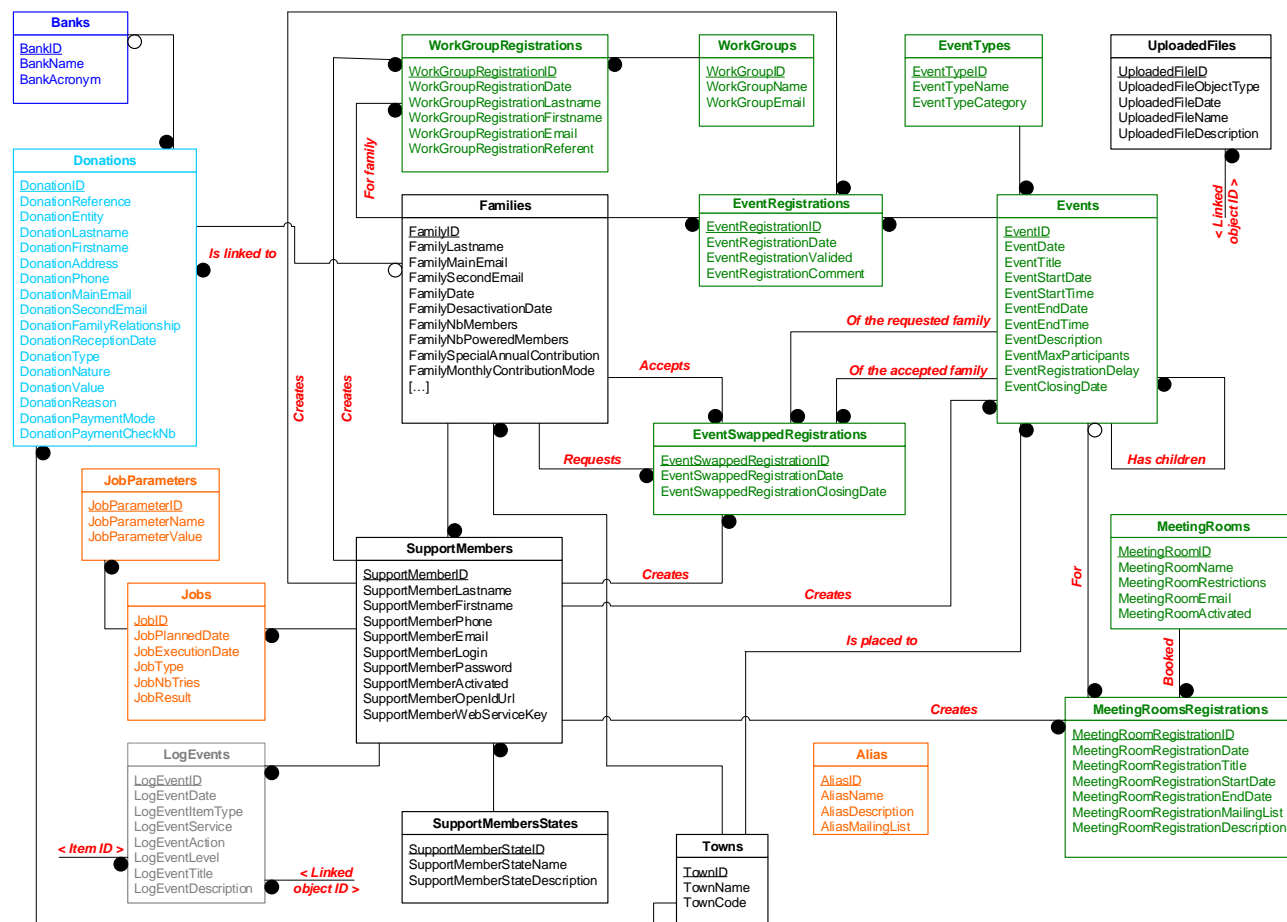 Banks
BankID
BankName
BankAcronym
WorkGroupRegistrations
WorkGroupRegistrationID
WorkGroupRegistrationDate
WorkGroupRegistrationLastname
WorkGroupRegistrationFirstname
WorkGroupRegistrationEmail
WorkGroupRegistrationReferent
WorkGroups
WorkGroupID
WorkGroupName
WorkGroupEmail
EventTypes
EventTypeID
EventTypeName
EventTypeCategory
UploadedFiles
UploadedFileID
UploadedFileObjectType
UploadedFileDate
UploadedFileName
UploadedFileDescription
For family
< Linked
object ID >
Donations
DonationID
DonationReference
DonationEntity
DonationLastname
DonationFirstname
DonationAddress
DonationPhone
DonationMainEmail
DonationSecondEmail
DonationFamilyRelationship
DonationReceptionDate
DonationType
DonationNature
DonationValue
DonationReason
DonationPaymentMode
DonationPaymentCheckNb
Is linked to
Creates
Creates
Families
FamilyID
FamilyLastname
FamilyMainEmail
FamilySecondEmail
FamilyDate
FamilyDesactivationDate
FamilyNbMembers
FamilyNbPoweredMembers
FamilySpecialAnnualContribution
FamilyMonthlyContributionMode
[...]
EventRegistrations
EventRegistrationID
EventRegistrationDate
EventRegistrationValided
EventRegistrationComment
Events
EventID
EventDate
EventTitle
EventStartDate
EventStartTime
EventEndDate
EventEndTime
EventDescription
EventMaxParticipants
EventRegistrationDelay
EventClosingDate
Of the requested family
Accepts
Of the accepted family
Requests
EventSwappedRegistrations
EventSwappedRegistrationID
EventSwappedRegistrationDate
EventSwappedRegistrationClosingDate
Has children
JobParameters
JobParameterID
JobParameterName
JobParameterValue
Jobs
JobID
JobPlannedDate
JobExecutionDate
JobType
JobNbTries
JobResult
SupportMembers
SupportMemberID
SupportMemberLastname
SupportMemberFirstname
SupportMemberPhone
SupportMemberEmail
SupportMemberLogin
SupportMemberPassword
SupportMemberActivated
SupportMemberOpenIdUrl
SupportMemberWebServiceKey
Creates
Creates
Is placed to
For
MeetingRooms
MeetingRoomID
MeetingRoomName
MeetingRoomRestrictions
MeetingRoomEmail
MeetingRoomActivated
Booked
Creates
MeetingRoomsRegistrations
MeetingRoomRegistrationID
MeetingRoomRegistrationDate
MeetingRoomRegistrationTitle
MeetingRoomRegistrationStartDate
MeetingRoomRegistrationEndDate
MeetingRoomRegistrationMailingList
MeetingRoomRegistrationDescription
LogEvents
LogEventID
LogEventDate
LogEventItemType
LogEventService
LogEventAction
LogEventLevel
LogEventTitle
LogEventDescription
< Item ID >
< Linked
object ID >
SupportMembersStates
SupportMemberStateID
SupportMemberStateName
SupportMemberStateDescription
Alias
AliasID
AliasName
AliasDescription
AliasMailingList
Towns
TownID
TownName
TownCode